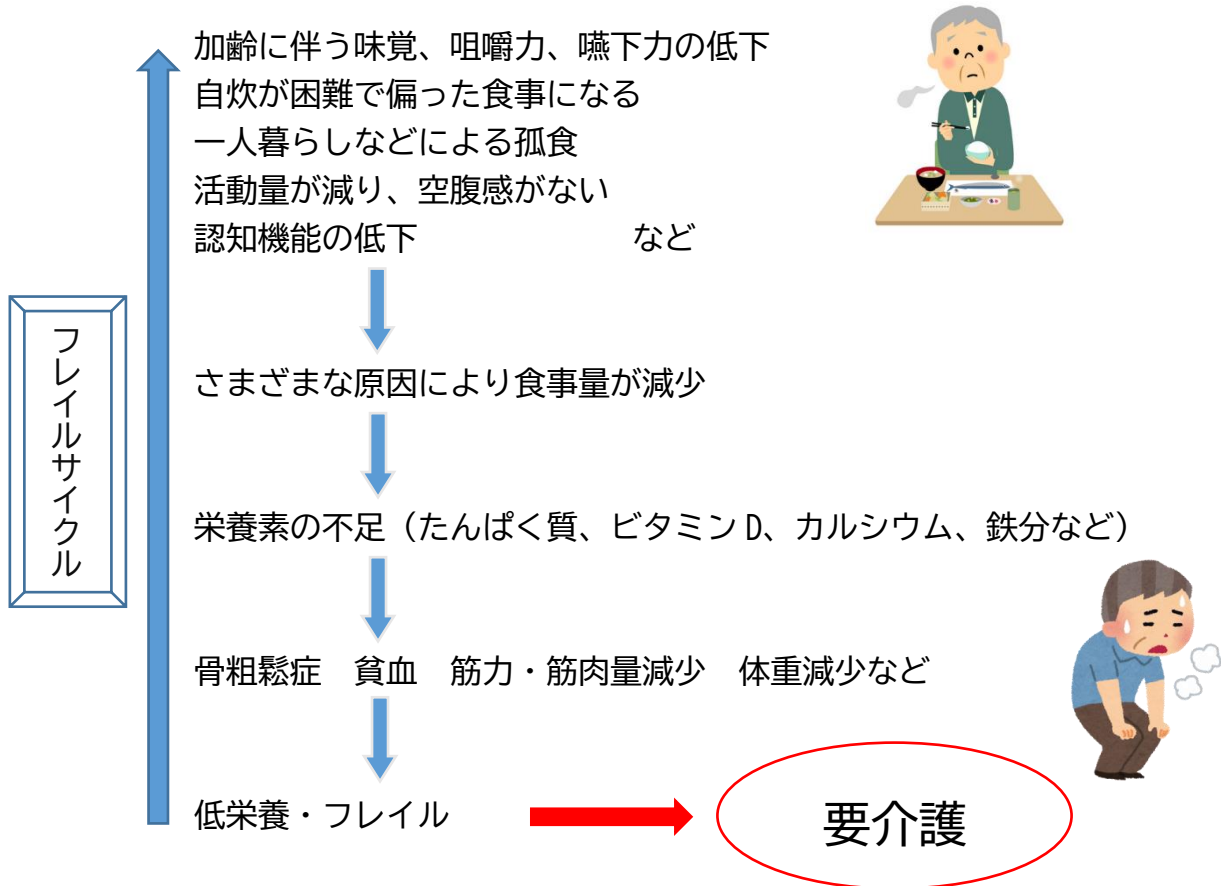 加齢に伴う味覚、咀嚼力、嚥下力の低下
自炊が困難で偏った食事になる
一人暮らしなどによる孤食
活動量が減り、空腹感がない
認知機能の低下　　　　　　　など
さまざまな原因により食事量が減少
栄養素の不足（たんぱく質、ビタミンD、カルシウム、鉄分など）
骨粗鬆症　貧血　筋力・筋肉量減少　体重減少など
低栄養・フレイル
要介護
フレイルサイクル